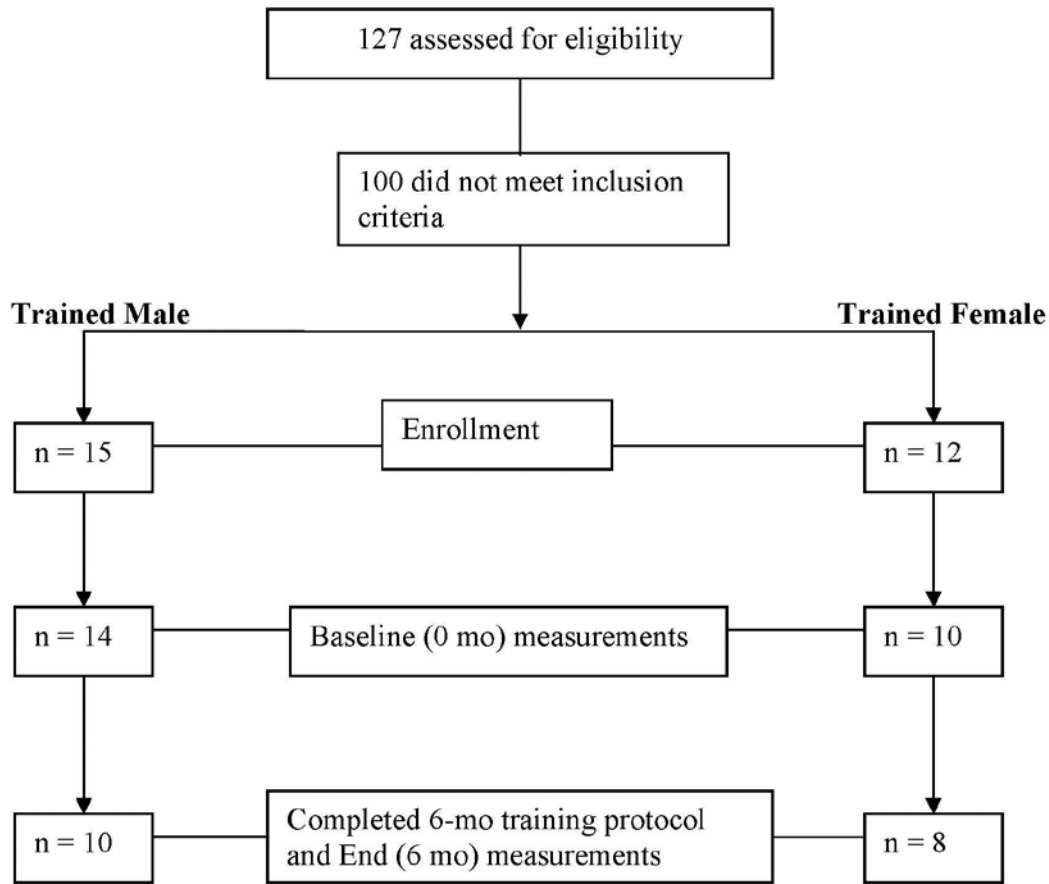 127 assessed for eligibility
100 did not meet inclusion
criteria
Trained Male
Trained Female
n = 15
Enrollment
n = 12
n = 14
Baseline (0 mo) measurements
n = 10
n = 10
Completed 6-mo training protocol
and End (6 mo) measurements
n = 8